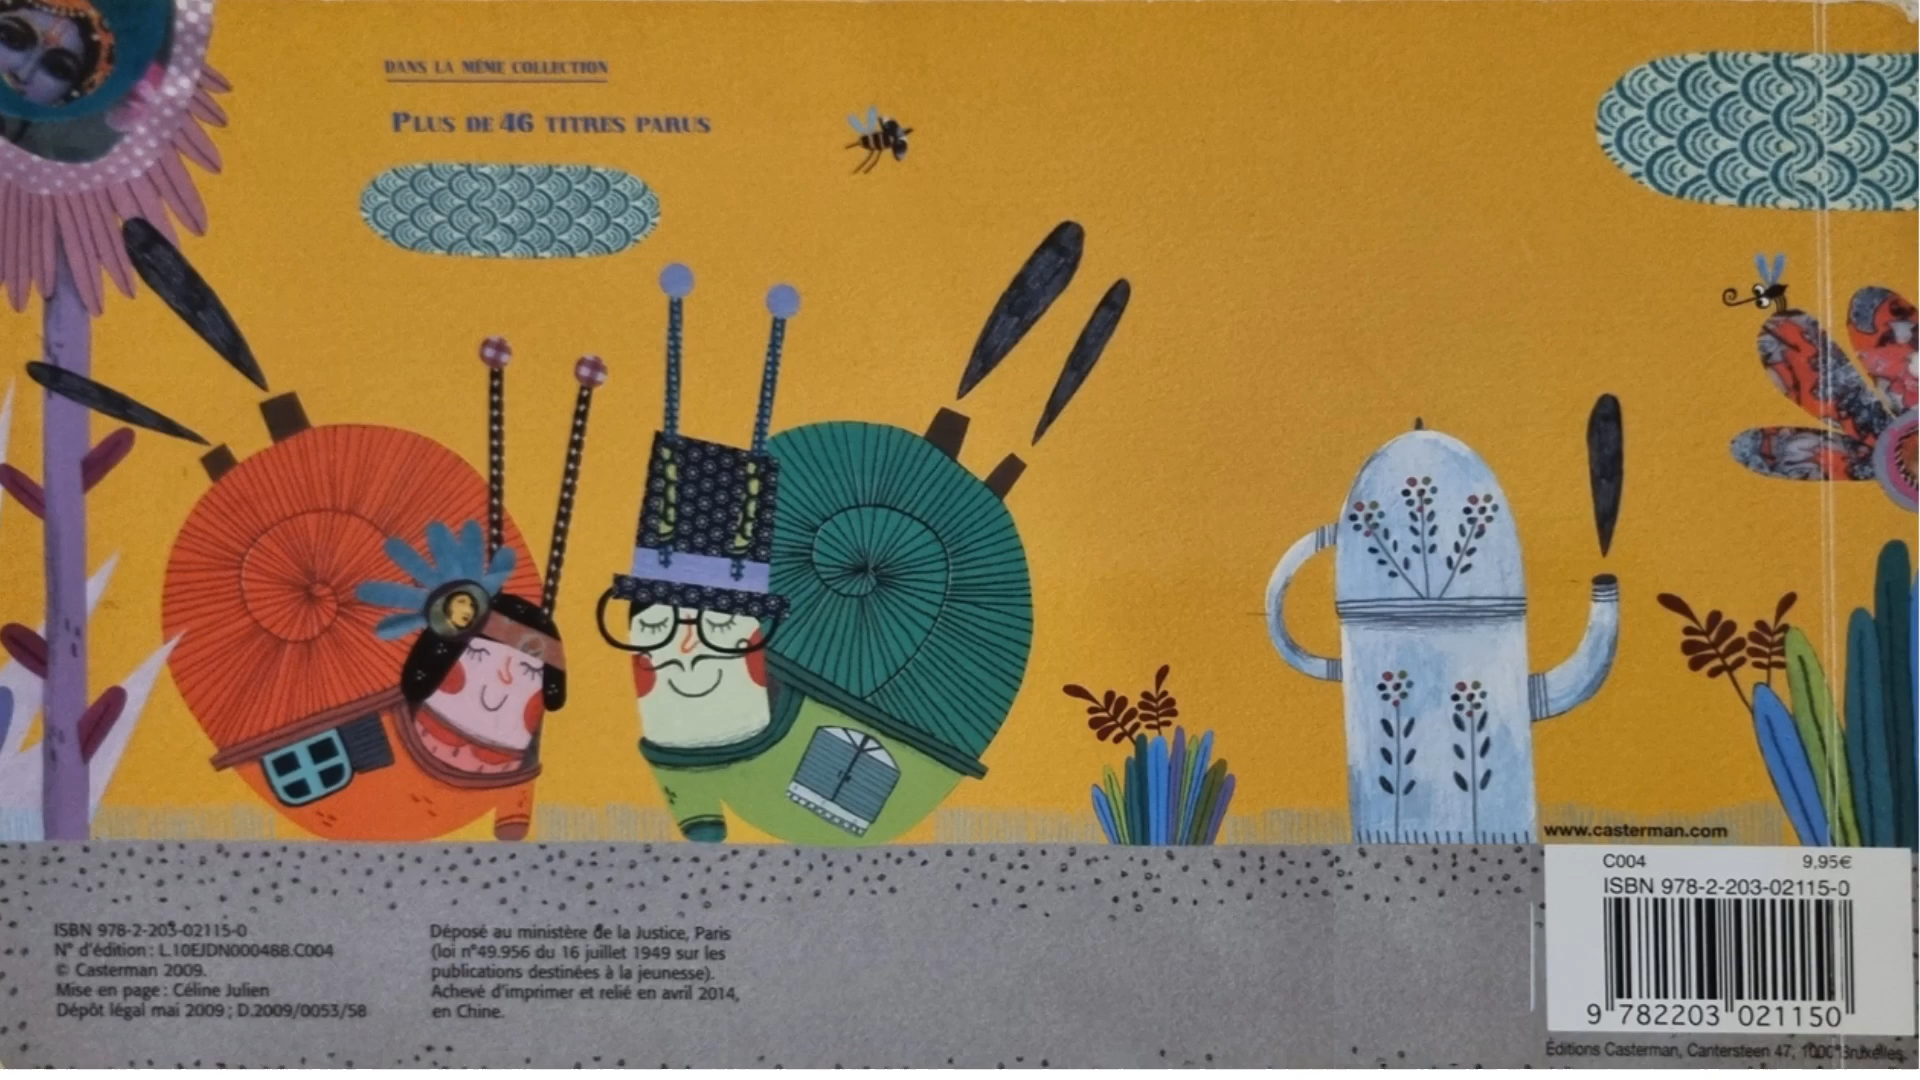 DANS LA MÊME COLLECTION
PLUS DE 46 TITRES PARUS
www.casterman.com
C004 9,95€
ISBN 978-2-203-02115-0
9 782203 021150
Éditions Casterman, Cantersteen 47, 1000 Bruxelles.
ISBN 978-2-203-02115-0
N° d'édition : L.10EJDN000488.C004
© Casterman 2009.
Mise en page : Céline Julien
Dépôt légal mai 2009 ; D.2009/0053/58
Déposé au ministère de la Justice, Paris
(loi n°49.956 du 16 juillet 1949 sur les
publications destinées à la jeunesse).
Achevé d'imprimer et relié en avril 2014,
en Chine.